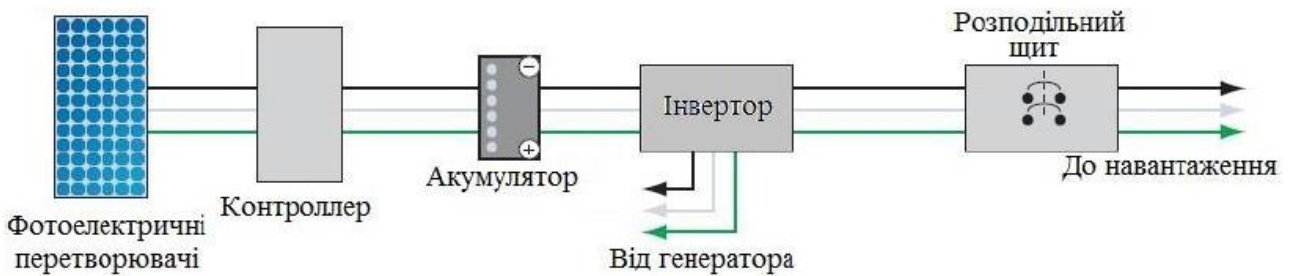 Розподільний
щит
Інвертор
До навантаження
Акумулятор
Контроллер
Фотоелектричні
перетворювачі
Від генератора